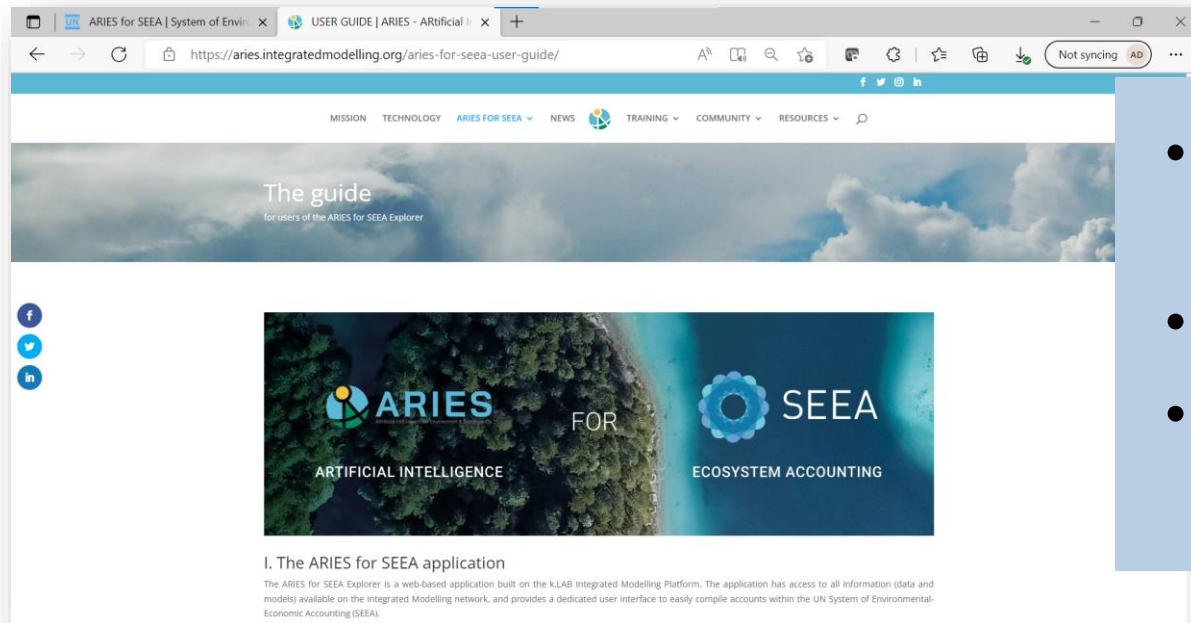 ARIES for SEEA | System of Enviro
USER GUIDE | ARIES - ARtificial I
https://aries.integratedmodelling.org/aries-for-seea-user-guide/
Not syncing AD
MISSION TECHNOLOGY ARIES FOR SEEA NEWS TRAINING COMMUNITY RESOURCES
The guide
for users of the ARIES for SEEA Explorer
ARIES
FOR
SEEA
ARTIFICIAL INTELLIGENCE
ECOSYSTEM ACCOUNTING
I. The ARIES for SEEA application
The ARIES for SEEA Explorer is a web-based application built on the k.LAB Integrated Modelling Platform. The application has access to all information (data and
models) available on the Integrated Modelling network, and provides a dedicated user interface to easily compile accounts within the UN System of Environmental-
Economic Accounting (SEEA).